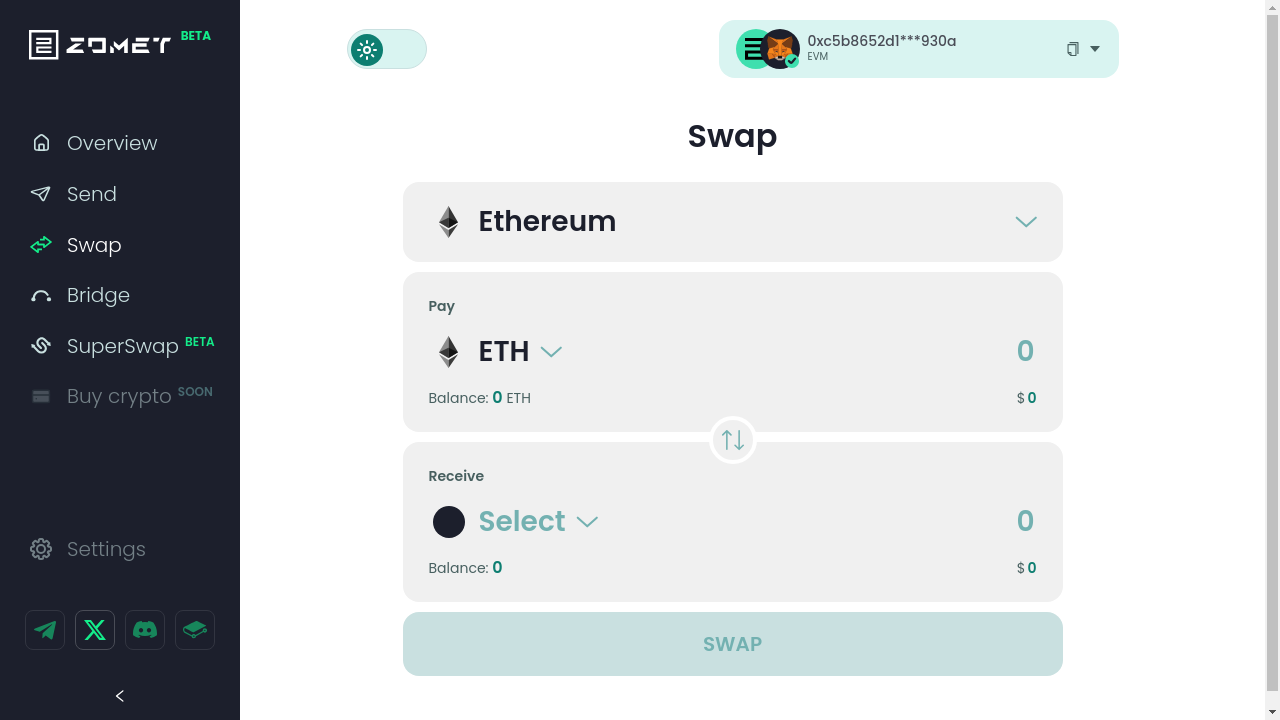 ZOMET BETA
Overview
Send
Swap
Bridge
SuperSwap BETA
Buy crypto SOON
Settings
0xc5b8652d1***930a
EVM
Swap
Ethereum
Pay
ETH 0
Balance: 0 ETH $ 0
Receive
Select 0
Balance: 0 $ 0
SWAP